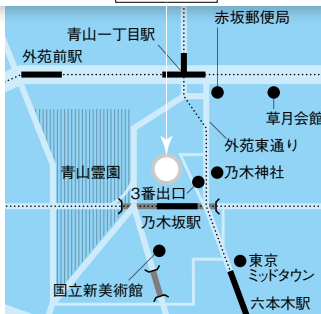 赤坂郵便局
青山一丁目駅
外苑前駅
草月会館
外苑東通り
青山霊園
乃木神社
3番出口
乃木坂駅
東京
ミッドタウン
国立新美術館
六本木駅